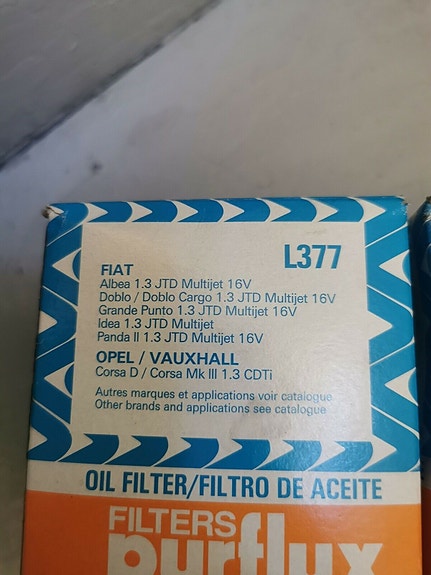 L377
FIAT
Albea 1.3 JTD Multijet 16V
Doblo / Doblo Cargo 1.3 JTD Multijet 16V
Grande Punto 1.3 JTD Multijet 16V
Idea 1.3 JTD Multijet
Panda II 1.3 JTD Multijet 16V
OPEL / VAUXHALL
Corsa D / Corsa Mk III 1.3 CDTi
Autres marques et applications voir catalogue
Other brands and applications see catalogue
OIL FILTER/FILTRO DE ACEITE
FILTERS
purflux